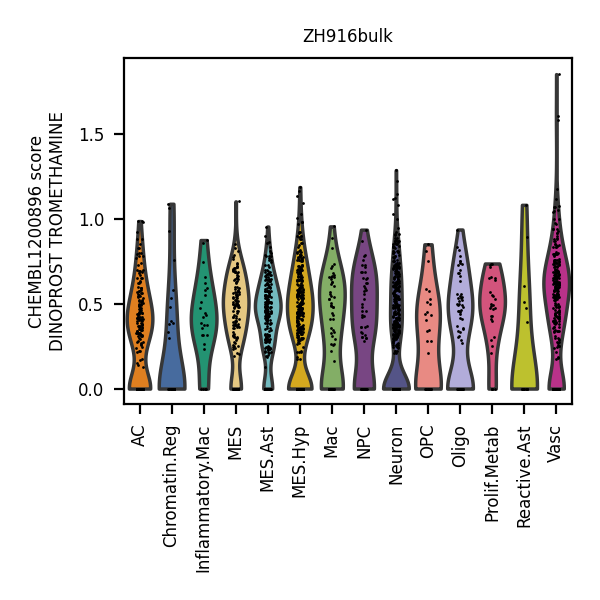 ZH916bulk
CHEMBL1200896 score
DINOPROST TROMETHAMINE
1.5
1.0
0.5
0.0
AC
Chromatin.Reg
Inflammatory.Mac
MES
MES.Ast
MES.Hyp
Mac
NPC
Neuron
OPC
Oligo
Prolif.Metab
Reactive.Ast
Vasc